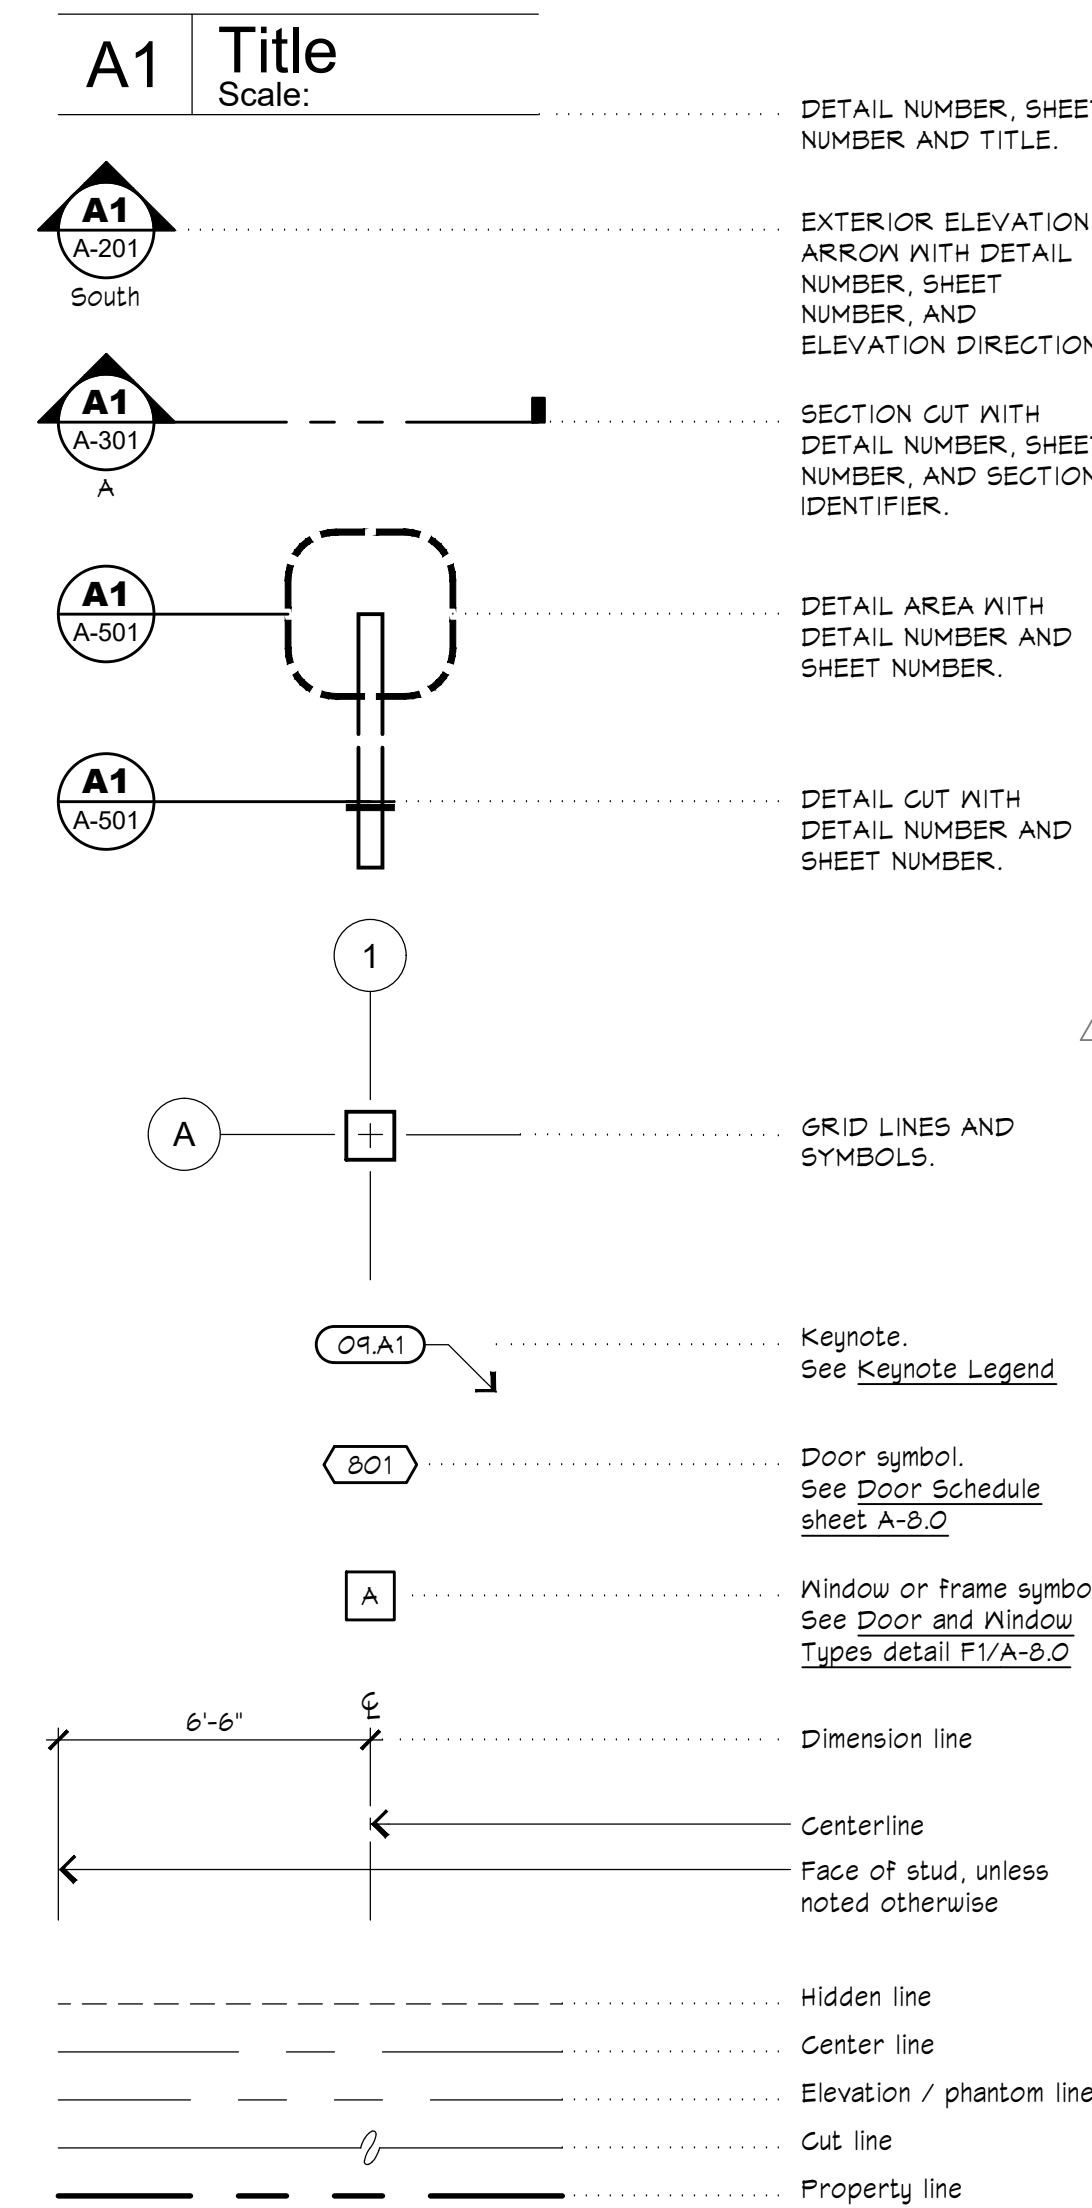 A1
Title
Scale:
DETAIL NUMBER, SHEET
NUMBER AND TITLE.
A1
A-201
South
EXTERIOR ELEVATION
ARROW WITH DETAIL
NUMBER, SHEET
NUMBER, AND
ELEVATION DIRECTION
A1
A-301
A
SECTION CUT WITH
DETAIL NUMBER, SHEET
NUMBER, AND SECTION
IDENTIFIER.
A1
A-501
DETAIL AREA WITH
DETAIL NUMBER AND
SHEET NUMBER.
A1
A-501
DETAIL CUT WITH
DETAIL NUMBER AND
SHEET NUMBER.
1
A
GRID LINES AND
SYMBOLS.
09.A1
Keynote.
See Keynote Legend
801
Door symbol.
See Door Schedule
sheet A-8.0
A
Window or frame symbo
See Door and Window
Types detail F1/A-8.0
6'-6"
℄
Dimension line
Centerline
Face of stud, unless
noted otherwise
Hidden line
Center line
Elevation / phantom line
Cut line
Property line